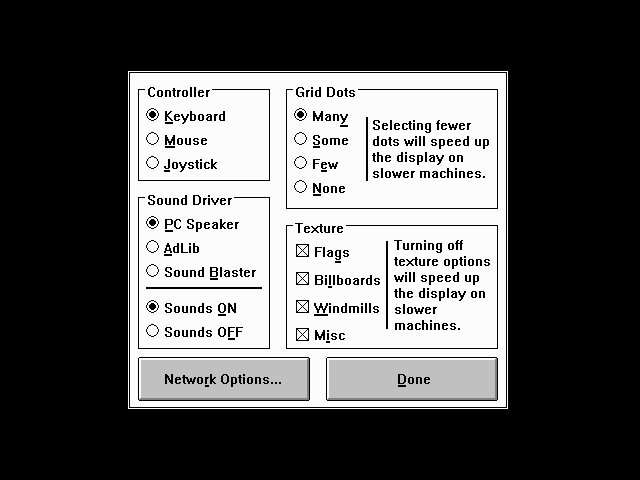 Controller
Keyboard
Mouse
Joystick
Sound Driver
PC Speaker
AdLib
Sound Blaster
Sounds ON
Sounds OFF
Grid Dots
Many
Some
Few
None
Selecting fewer
dots will speed up
the display on
slower machines.
Texture
Flags
Billboards
Windmills
Misc
Turning off
texture options
will speed up
the display on
slower
machines.
Network Options...
Done